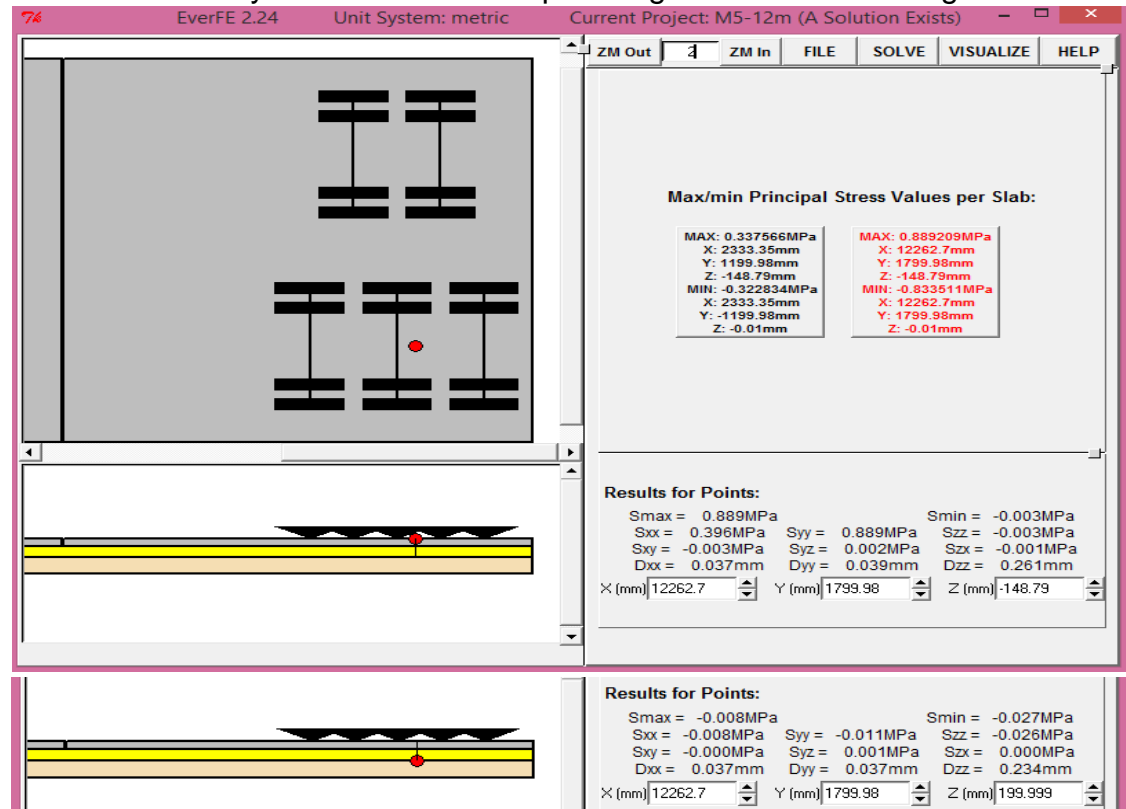 7% EverFE 2.24 Unit System: metric Current Project: M5-12m (A Solution Exists)
ZM Out 2 ZM In FILE SOLVE VISUALIZE HELP
Max/min Principal Stress Values per Slab:
MAX: 0.337566MPa
X: 2333.35mm
Y: 1199.98mm
Z: -148.79mm
MIN: -0.322834MPa
X: 2333.35mm
Y: -1199.98mm
Z: -0.01mm
MAX: 0.889209MPa
X: 12262.7mm
Y: 1799.98mm
Z: -148.79mm
MIN: -0.833511MPa
X: 12262.7mm
Y: 1799.98mm
Z: -0.01mm
Results for Points:
Smax = 0.889MPa Smin = -0.003MPa
Sxx = 0.396MPa Syy = 0.889MPa Szz = -0.003MPa
Sxy = -0.003MPa Syz = 0.002MPa Szx = -0.001MPa
Dxx = 0.037mm Dyy = 0.039mm Dzz = 0.261mm
X (mm) 12262.7 Y (mm) 1799.98 Z (mm) -148.79
Results for Points:
Smax = -0.008MPa Smin = -0.027MPa
Sxx = -0.008MPa Syy = -0.011MPa Szz = -0.026MPa
Sxy = -0.000MPa Syz = 0.001MPa Szx = 0.000MPa
Dxx = 0.037mm Dyy = 0.037mm Dzz = 0.234mm
X (mm) 12262.7 Y (mm) 1799.98 Z (mm) 199.999